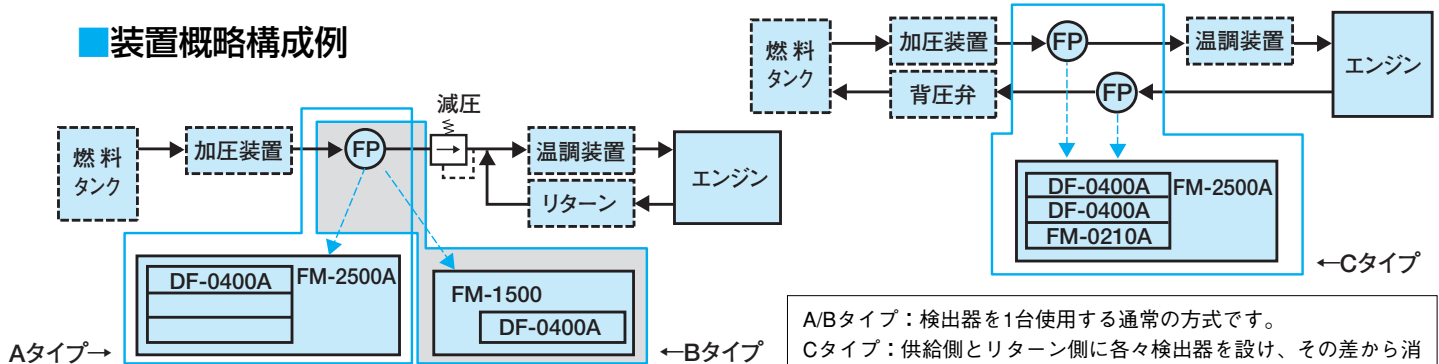 ■装置概略構成例
減圧
燃料
タンク
加圧装置
FP
温調装置
リターン
エンジン
DF-0400A
FM-2500A
FM-1500
DF-0400A
Aタイプ→
←Bタイプ
燃料
タンク
加圧装置
FP
温調装置
エンジン
背圧弁
FP
DF-0400A
FM-2500A
DF-0400A
FM-0210A
←Cタイプ
A/Bタイプ：検出器を1台使用する通常の方式です。
Cタイプ：供給側とリターン側に各々検出器を設け、その差から消